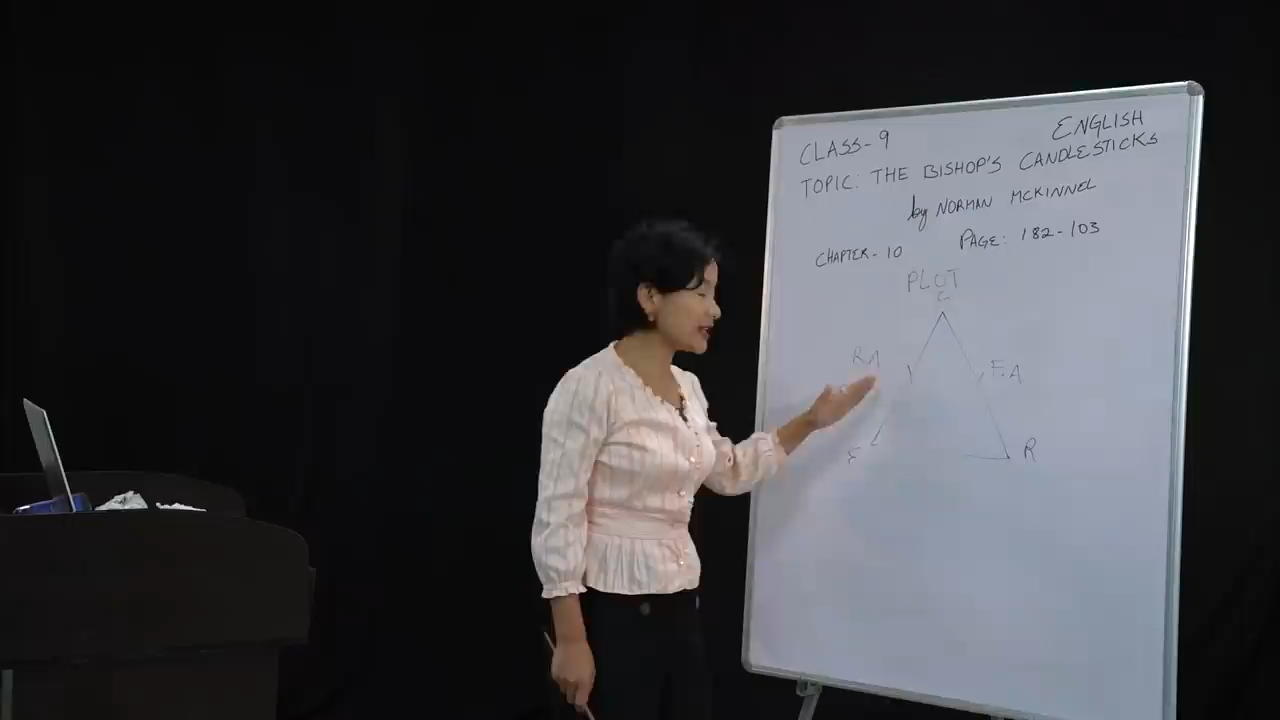 ENGLISH
CLASS-9
TOPIC: THE BISHOP'S CANDLESTICKS
by NORMAN MCKINNEL
CHAPTER-10 PAGE: 182-103
PLOT
C
R.A F.A
E R